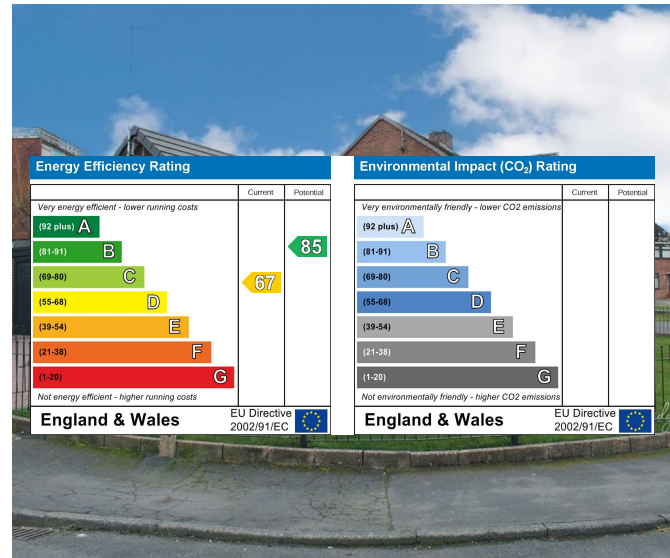 Energy Efficiency Rating
Current Potential
Very energy efficient - lower running costs
(92 plus) A
(81-91) B
85
(69-80) C
67
(55-68) D
(39-54) E
(21-38) F
(1-20) G
Not energy efficient - higher running costs
England & Wales
EU Directive
2002/91/EC
Environmental Impact (CO₂) Rating
Current Potential
Very environmentally friendly - lower CO2 emissions
(92 plus) A
(81-91) B
(69-80) C
(55-68) D
(39-54) E
(21-38) F
(1-20) G
Not environmentally friendly - higher CO2 emissions
England & Wales
EU Directive
2002/91/EC